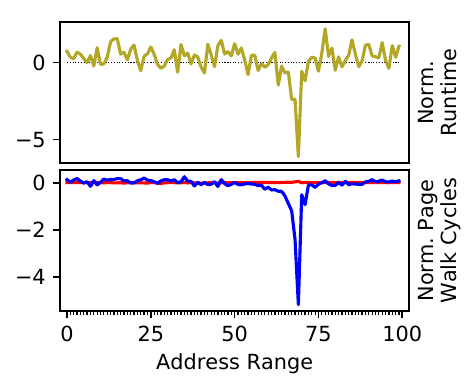 0
−5
Norm.
Runtime
0
−2
−4
Norm. Page
Walk Cycles
0 25 50 75 100
Address Range